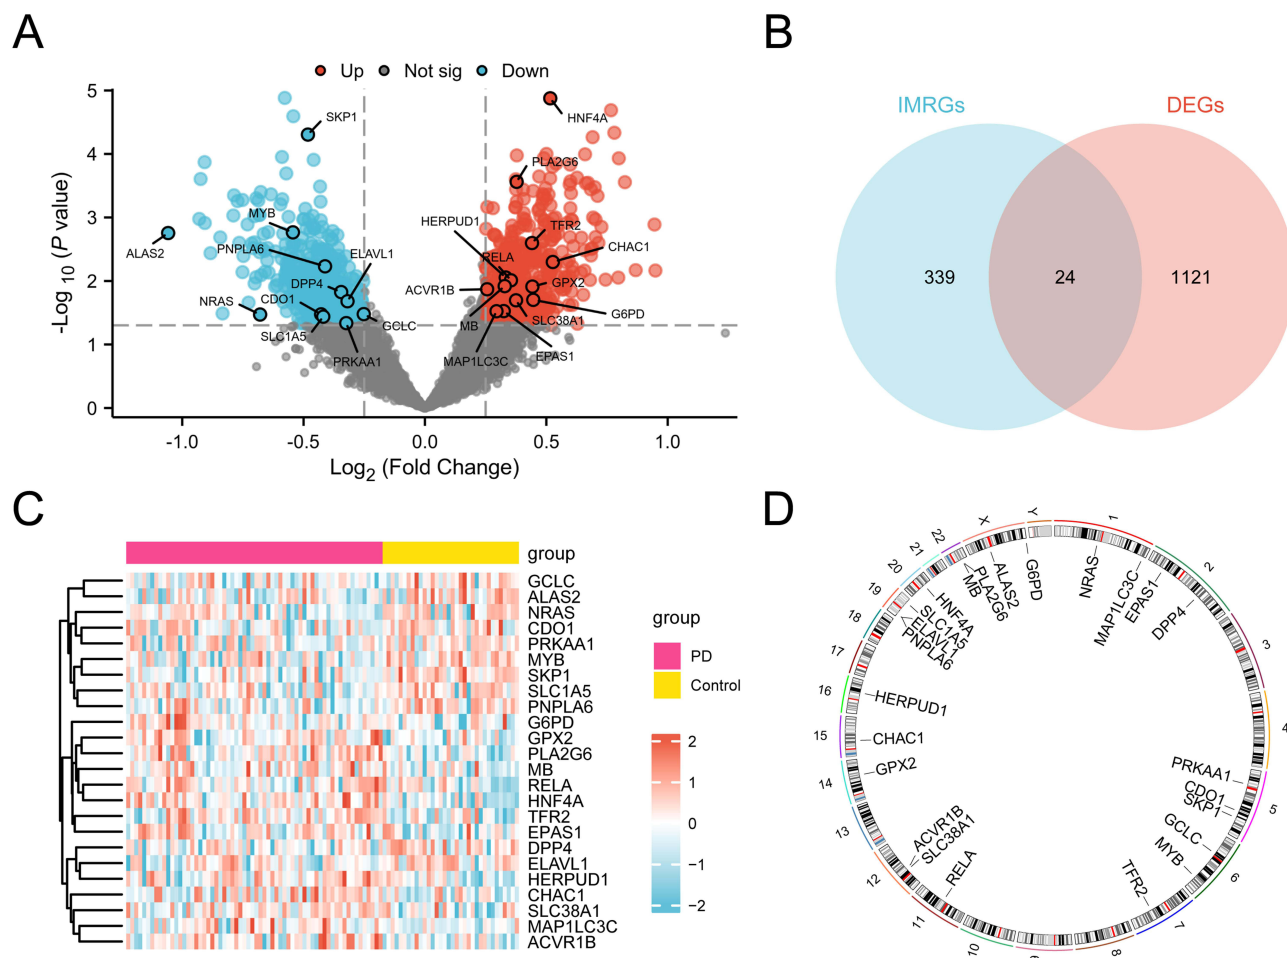 A
Up Not sig Down
5
4
3
2
1
0
-Log 10 (P value)
-1.0 -0.5 0.0 0.5 1.0
Log2 (Fold Change)
SKP1
HNF4A
PLA2G6
MYB
HERPUD1
TFR2
ALAS2
PNPLA6
ELAVL1
RELA
CHAC1
DPP4
ACVR1B
GPX2
NRAS
CDO1
SLC1A5
GCLC
MB
SLC38A1
G6PD
PRKAA1
MAP1LC3C
EPAS1
B
IMRGs
DEGs
339
24
1121
C
group
GCLC
ALAS2
NRAS
CDO1
PRKAA1
MYB
SKP1
SLC1A5
PNPLA6
G6PD
GPX2
PLA2G6
MB
RELA
HNF4A
TFR2
EPAS1
DPP4
ELAVL1
HERPUD1
CHAC1
SLC38A1
MAP1LC3C
ACVR1B
group
PD
Control
2
1
0
−1
−2
D
1
2
3
4
5
6
7
8
9
10
11
12
13
14
15
16
17
18
19
20
21
22
X
Y
NRAS
MAP1LC3C
EPAS1
DPP4
PRKAA1
CDO1
SKP1
GCLC
MYB
TFR2
RELA
SLC38A1
ACVR1B
GPX2
CHAC1
HERPUD1
PNPLA6
ELAVL1
SLC1A5
HNF4A
MB
PLA2G6
ALAS2
G6PD